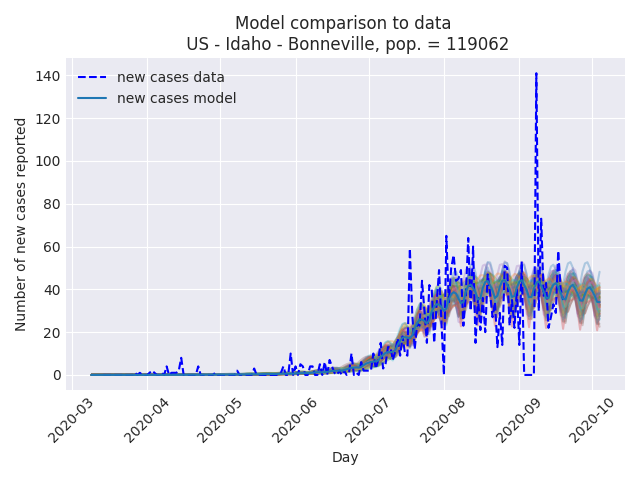 Model comparison to data
US - Idaho - Bonneville, pop. = 119062
new cases data
new cases model
Number of new cases reported
140
120
100
80
60
40
20
0
2020-03
2020-04
2020-05
2020-06
2020-07
2020-08
2020-09
2020-10
Day